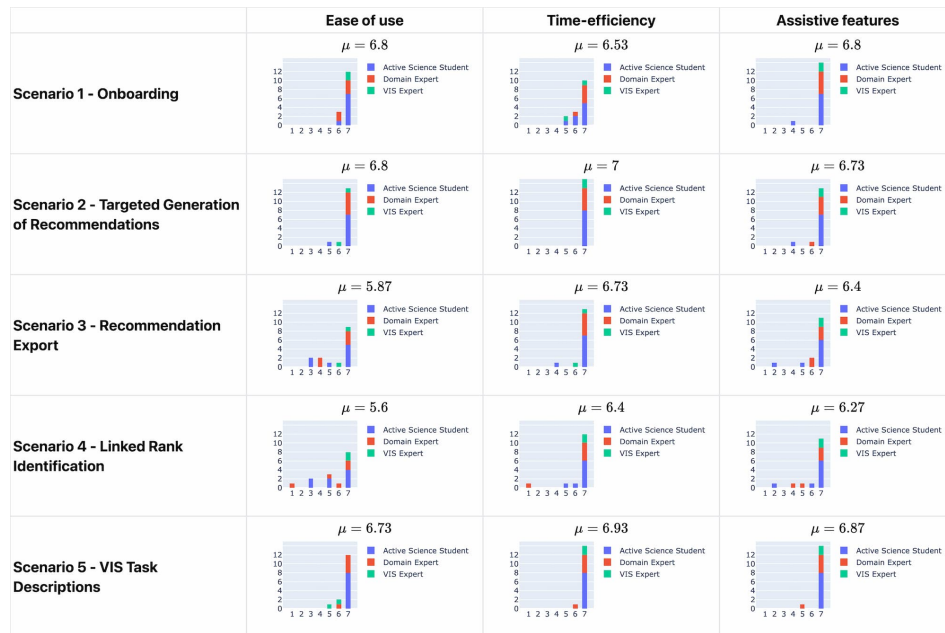 Ease of use
Time-efficiency
Assistive features
Scenario 1 - Onboarding
μ = 6.8
12
10
8
6
4
2
0
1 2 3 4 5 6 7
Active Science Student
Domain Expert
VIS Expert
μ = 6.53
12
10
8
6
4
2
0
1 2 3 4 5 6 7
Active Science Student
Domain Expert
VIS Expert
μ = 6.8
12
10
8
6
4
2
0
1 2 3 4 5 6 7
Active Science Student
Domain Expert
VIS Expert
Scenario 2 - Targeted Generation
of Recommendations
μ = 6.8
12
10
8
6
4
2
0
1 2 3 4 5 6 7
Active Science Student
Domain Expert
VIS Expert
μ = 7
12
10
8
6
4
2
0
1 2 3 4 5 6 7
Active Science Student
Domain Expert
VIS Expert
μ = 6.73
12
10
8
6
4
2
0
1 2 3 4 5 6 7
Active Science Student
Domain Expert
VIS Expert
Scenario 3 - Recommendation
Export
μ = 5.87
12
10
8
6
4
2
0
1 2 3 4 5 6 7
Active Science Student
Domain Expert
VIS Expert
μ = 6.73
12
10
8
6
4
2
0
1 2 3 4 5 6 7
Active Science Student
Domain Expert
VIS Expert
μ = 6.4
12
10
8
6
4
2
0
1 2 3 4 5 6 7
Active Science Student
Domain Expert
VIS Expert
Scenario 4 - Linked Rank
Identification
μ = 5.6
12
10
8
6
4
2
0
1 2 3 4 5 6 7
Active Science Student
Domain Expert
VIS Expert
μ = 6.4
12
10
8
6
4
2
0
1 2 3 4 5 6 7
Active Science Student
Domain Expert
VIS Expert
μ = 6.27
12
10
8
6
4
2
0
1 2 3 4 5 6 7
Active Science Student
Domain Expert
VIS Expert
Scenario 5 - VIS Task
Descriptions
μ = 6.73
12
10
8
6
4
2
0
1 2 3 4 5 6 7
Active Science Student
Domain Expert
VIS Expert
μ = 6.93
12
10
8
6
4
2
0
1 2 3 4 5 6 7
Active Science Student
Domain Expert
VIS Expert
μ = 6.87
12
10
8
6
4
2
0
1 2 3 4 5 6 7
Active Science Student
Domain Expert
VIS Expert